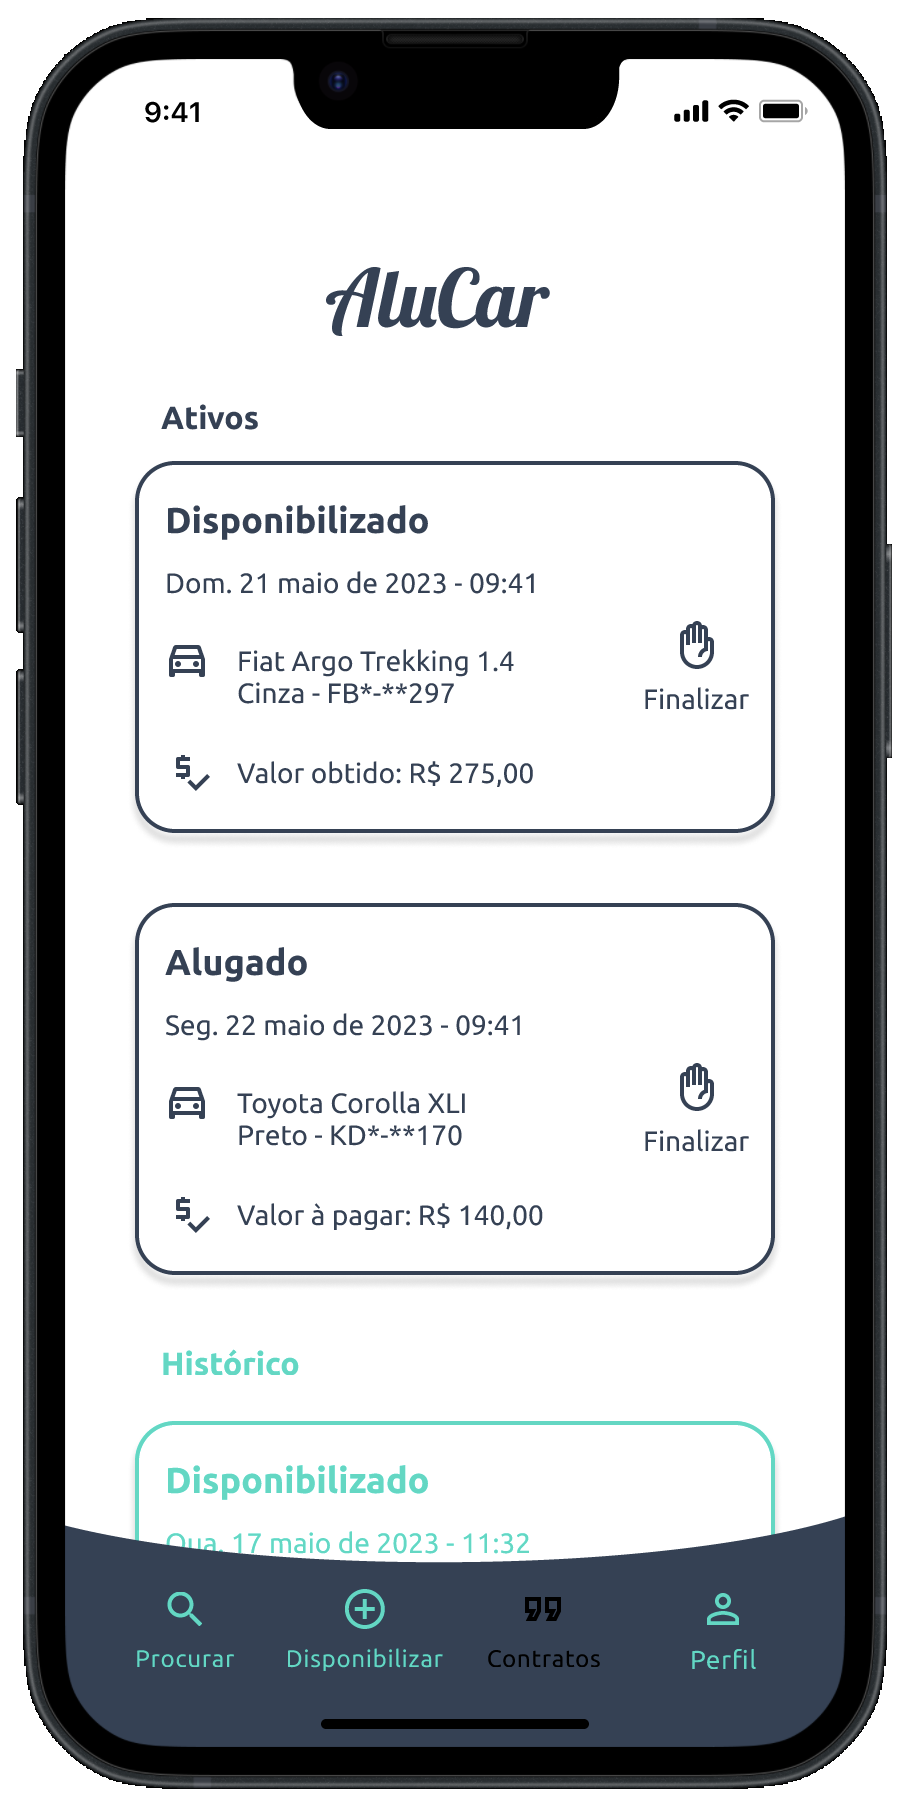 9:41
AluCar
Ativos
Disponibilizado
Dom. 21 maio de 2023 - 09:41
Fiat Argo Trekking 1.4
Cinza - FB*-**297
Finalizar
Valor obtido: R$ 275,00
Alugado
Seg. 22 maio de 2023 - 09:41
Toyota Corolla XLI
Preto - KD*-**170
Finalizar
Valor à pagar: R$ 140,00
Histórico
Disponibilizado
Qua. 17 maio de 2023 - 11:32
Procurar
Disponibilizar
Contratos
Perfil